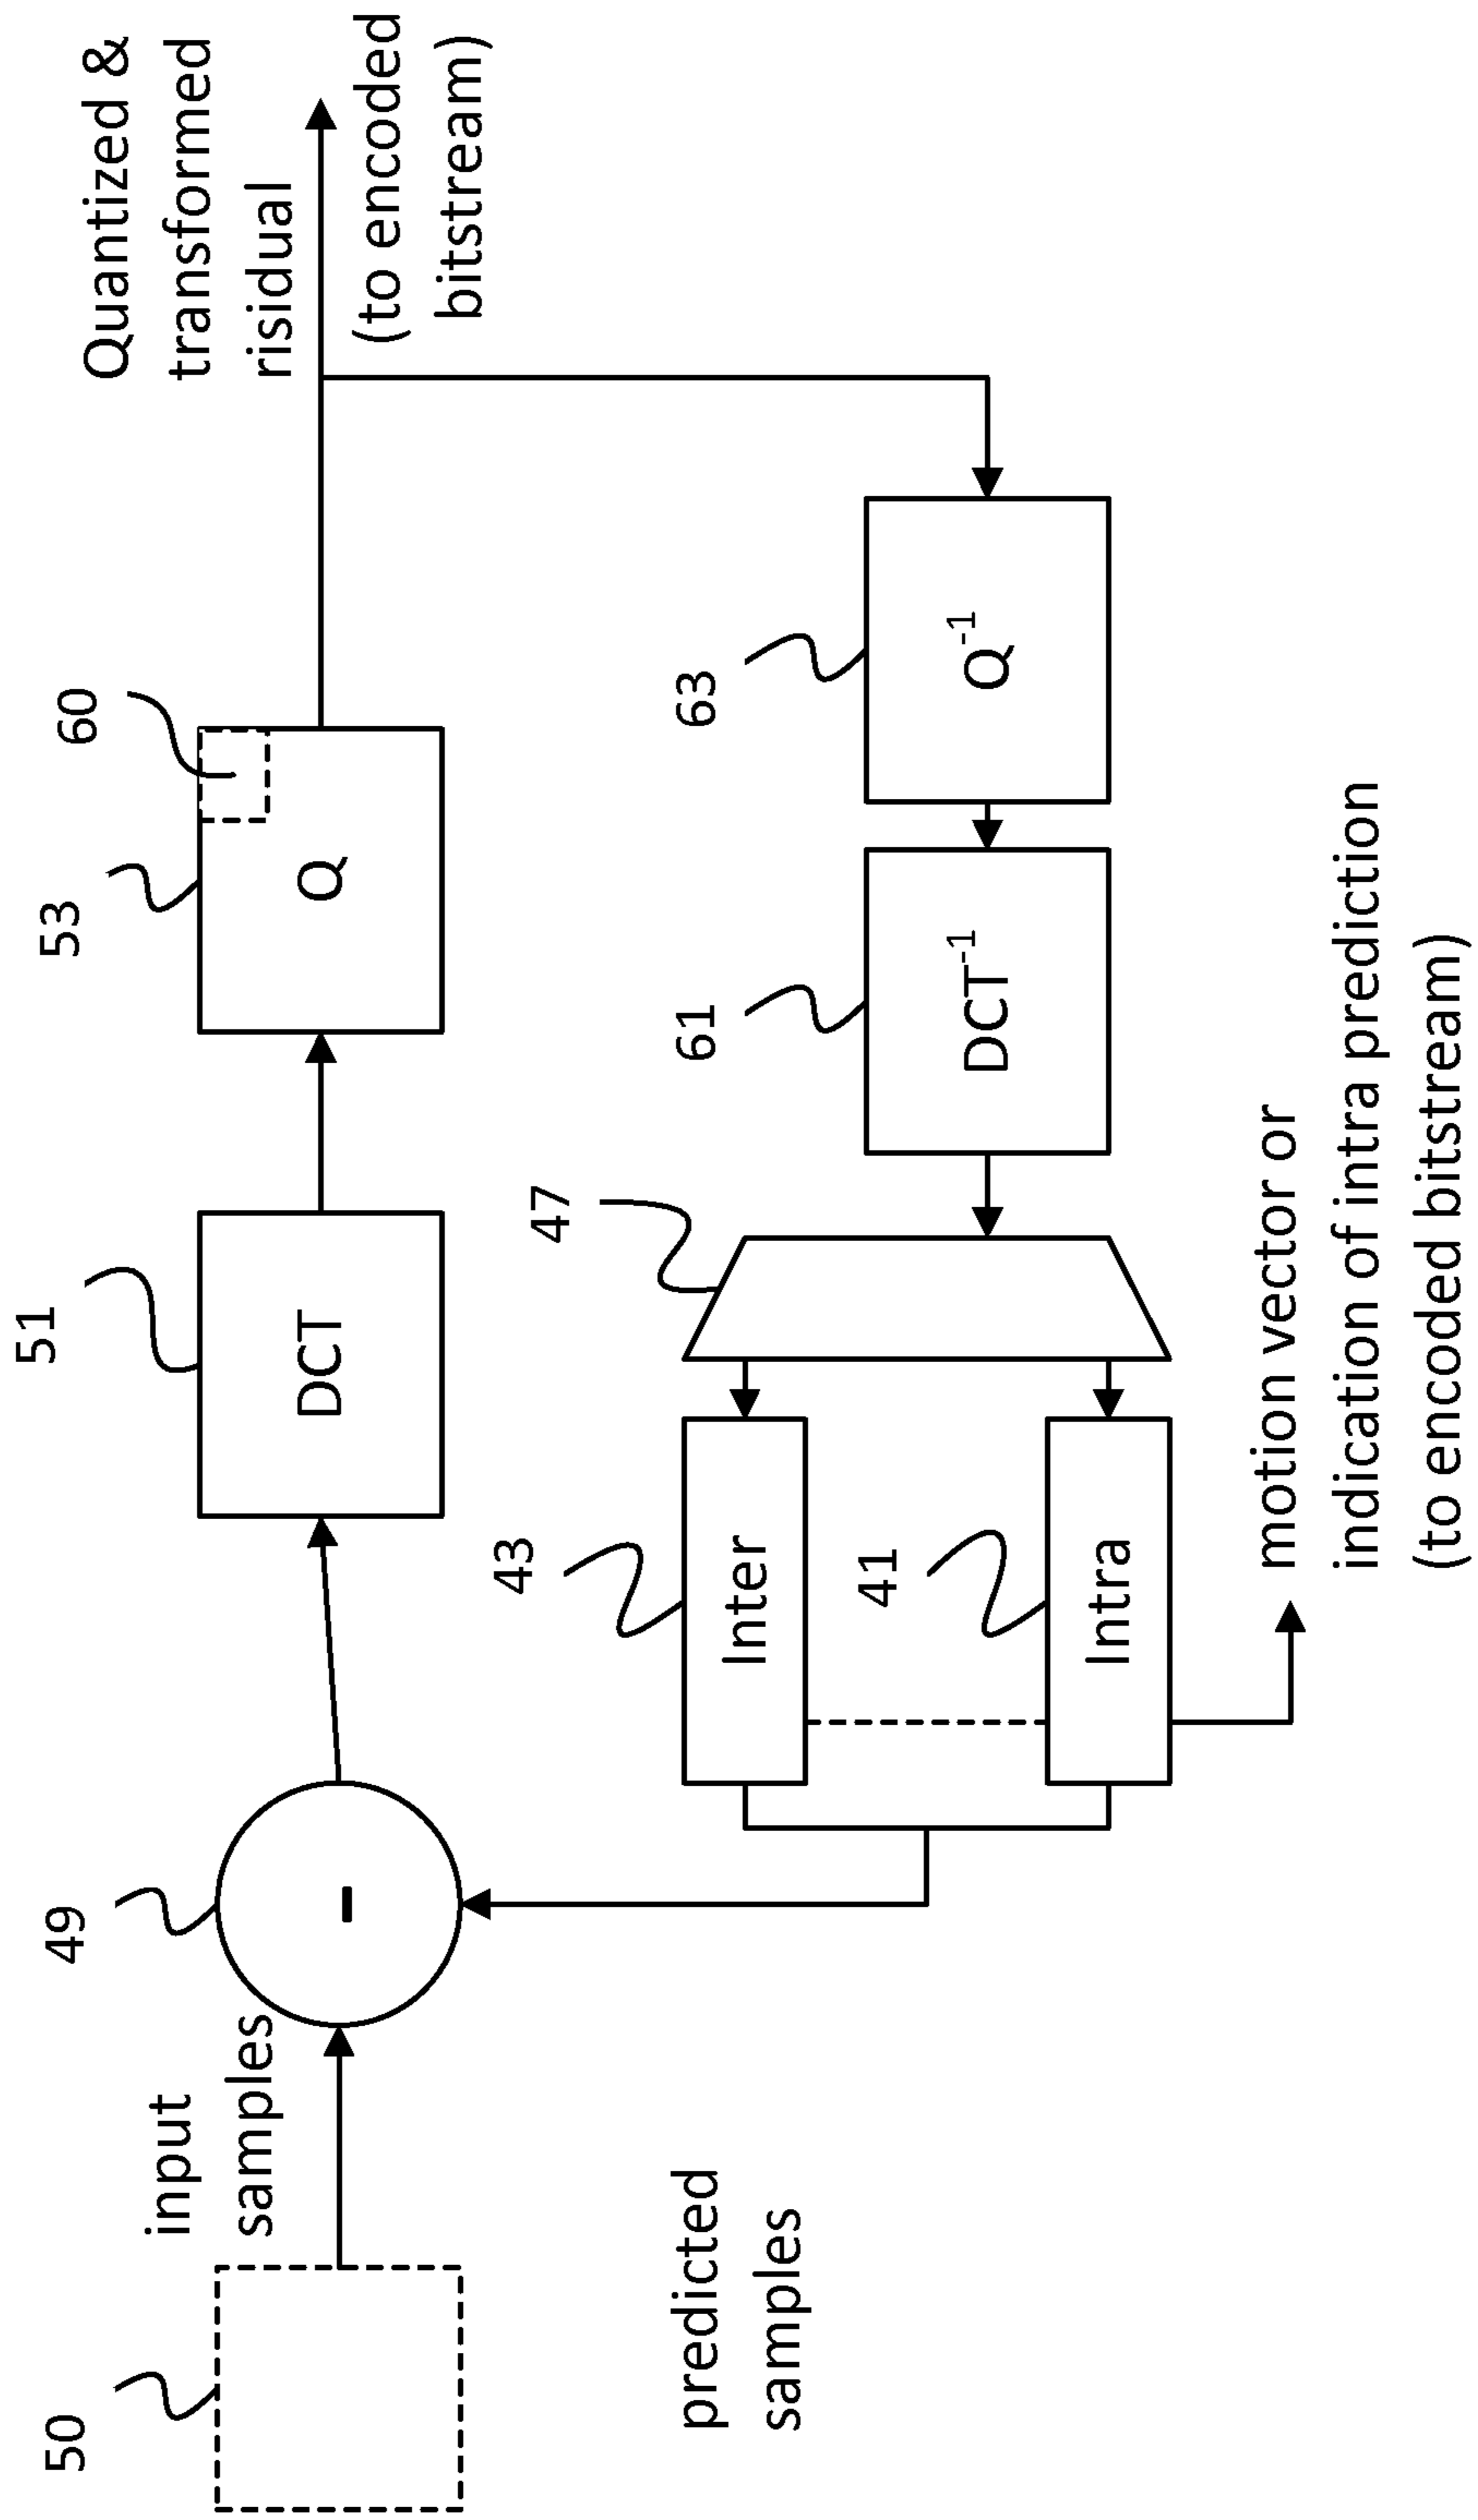 50
input
samples
49
51
DCT
53
Q
60
Quantized &
transformed
risidual
(to encoded
bitstream)
predicted
samples
43
Inter
41
Intra
47
61
DCT-1
63
Q-1
motion vector or
indication of intra prediction
(to encoded bitstream)